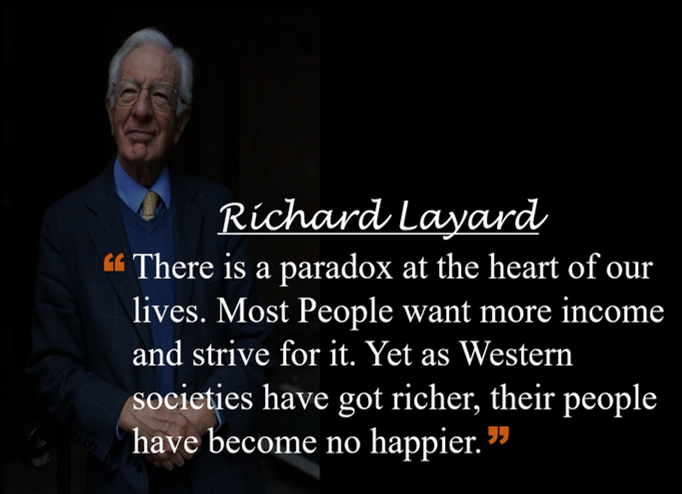 Richard Layard
“ There is a paradox at the heart of our
lives. Most People want more income
and strive for it. Yet as Western
societies have got richer, their people
have become no happier. ”